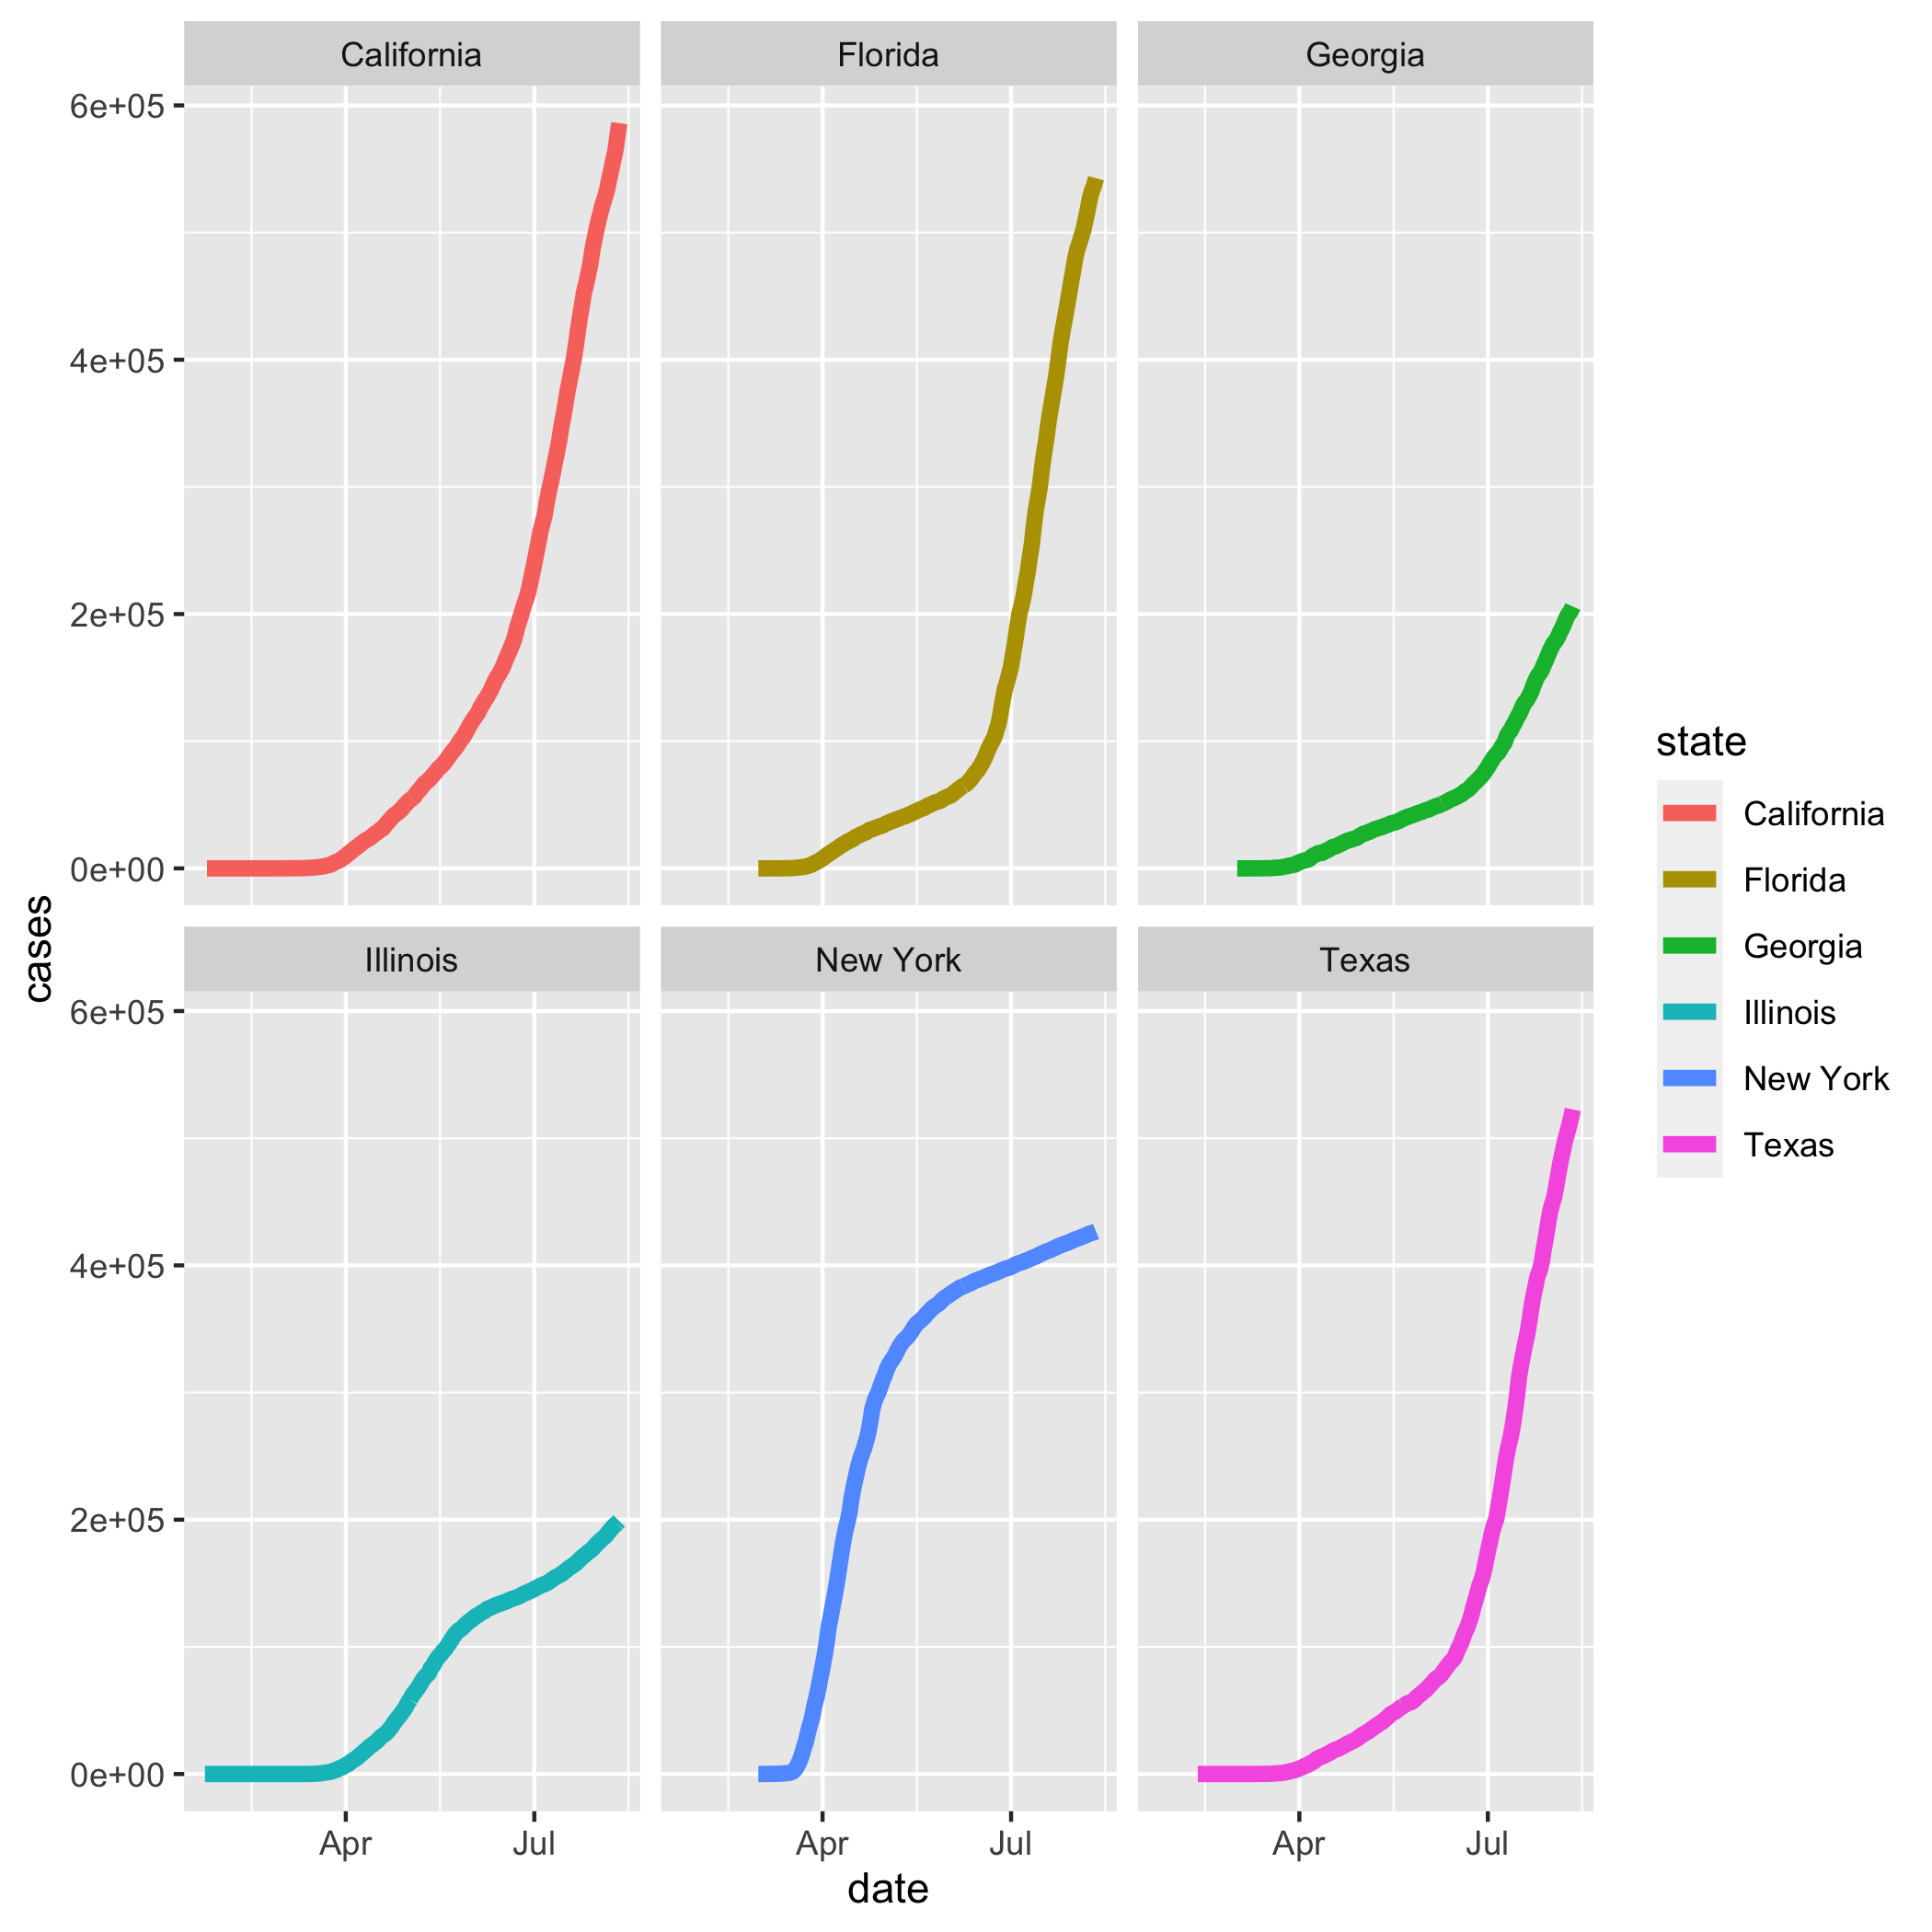 California
Florida
Georgia
6e+05
4e+05
2e+05
0e+00
Illinois
New York
Texas
6e+05
4e+05
2e+05
0e+00
Apr
Jul
Apr
Jul
Apr
Jul
date
cases
state
California
Florida
Georgia
Illinois
New York
Texas